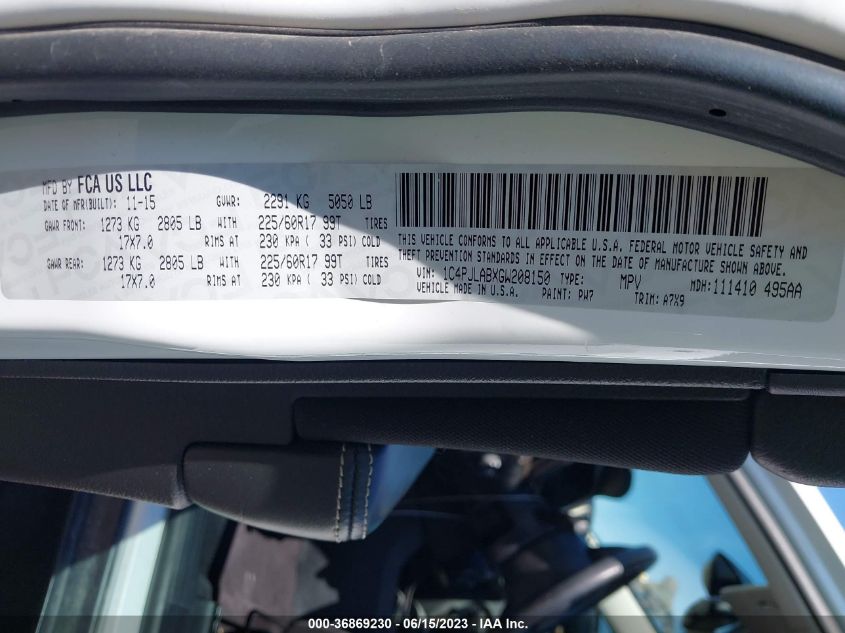 MFD BY FCA US LLC
DATE OF MFR(BUILT): 11-15 GVWR: 2291 KG 5050 LB
GAWR FRONT: 1273 KG 2805 LB WITH 225/60R17 99T TIRES
17X7.0 RIMS AT 230 KPA ( 33 PSI) COLD
GAWR REAR: 1273 KG 2805 LB WITH 225/60R17 99T TIRES
17X7.0 RIMS AT 230 KPA ( 33 PSI) COLD
THIS VEHICLE CONFORMS TO ALL APPLICABLE U.S.A. FEDERAL MOTOR VEHICLE SAFETY AND
THEFT PREVENTION STANDARDS IN EFFECT ON THE DATE OF MANUFACTURE SHOWN ABOVE.
VIN: 1C4PJLABXGW208150 TYPE: MPV MDH: 111410 495AA
VEHICLE MADE IN U.S.A. PAINT: PW7 TRIM: A7X9
000-36869230 - 06/15/2023 - IAAI Inc.